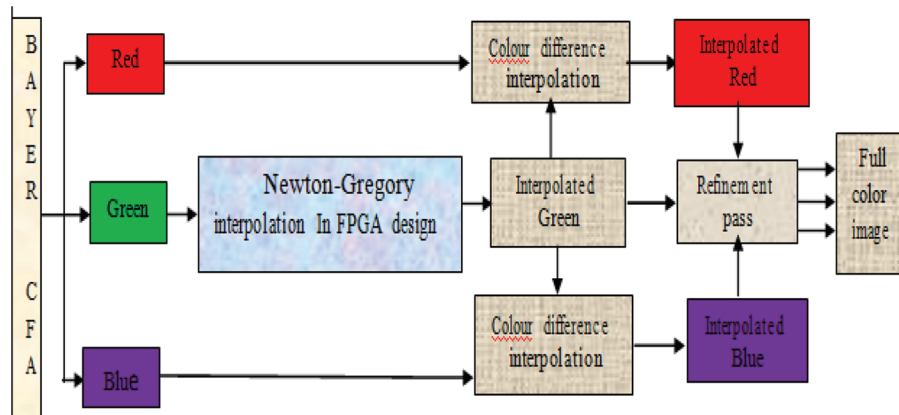 B
A
Y
E
R
C
F
A
Red
Green
Blue
Newton-Gregory
interpolation In FPGA design
Colour difference
interpolation
Interpolated
Red
Interpolated
Green
Refinement
pass
Full
color
image
Colour difference
interpolation
Interpolated
Blue